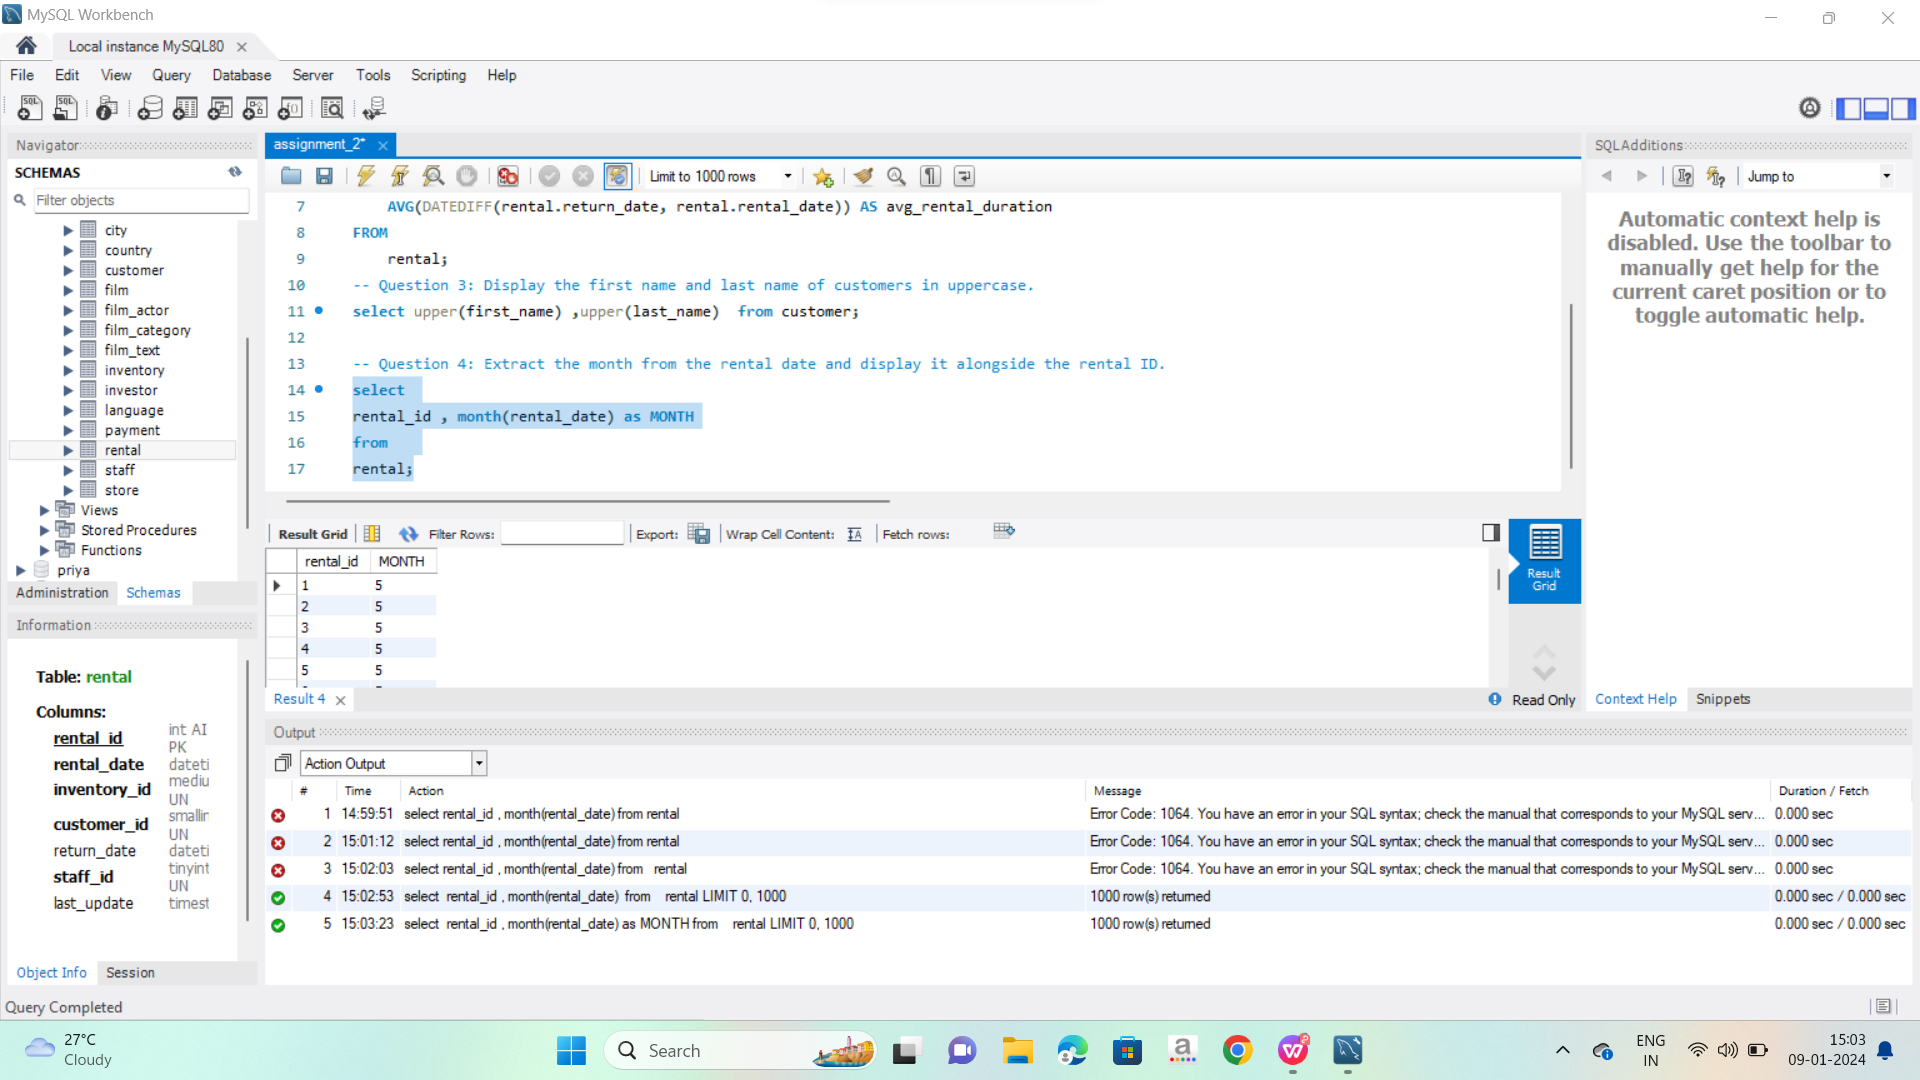 MySQL Workbench
Local instance MySQL80
File Edit View Query Database Server Tools Scripting Help
Navigator
SCHEMAS
Filter objects
city
country
customer
film
film_actor
film_category
film_text
inventory
investor
language
payment
rental
staff
store
Views
Stored Procedures
Functions
priya
Administration Schemas
Information
Table: rental
Columns:
rental_id int AI
PK
rental_date dateti
inventory_id mediu
UN
customer_id smallir
UN
return_date dateti
staff_id tinyint
UN
last_update timest
Object Info Session
Query Completed
assignment_2*
Limit to 1000 rows
7 AVG(DATEDIFF(rental.return_date, rental.rental_date)) AS avg_rental_duration
8 FROM
9 rental;
10 -- Question 3: Display the first name and last name of customers in uppercase.
11 select upper(first_name) ,upper(last_name) from customer;
12
13 -- Question 4: Extract the month from the rental date and display it alongside the rental ID.
14 select
15 rental_id , month(rental_date) as MONTH
16 from
17 rental;
Result Grid Filter Rows: Export: Wrap Cell Content: Fetch rows:
rental_id MONTH
1 5
2 5
3 5
4 5
5 5
Result Grid
Result 4
Read Only
SQLAdditions
Jump to
Automatic context help is
disabled. Use the toolbar to
manually get help for the
current caret position or to
toggle automatic help.
Context Help Snippets
Output
Action Output
# Time Action Message Duration / Fetch
1 14:59:51 select rental_id , month(rental_date) from rental Error Code: 1064. You have an error in your SQL syntax; check the manual that corresponds to your MySQL serv... 0.000 sec
2 15:01:12 select rental_id , month(rental_date) from rental Error Code: 1064. You have an error in your SQL syntax; check the manual that corresponds to your MySQL serv... 0.000 sec
3 15:02:03 select rental_id , month(rental_date) from rental Error Code: 1064. You have an error in your SQL syntax; check the manual that corresponds to your MySQL serv... 0.000 sec
4 15:02:53 select rental_id , month(rental_date) from rental LIMIT 0, 1000 1000 row(s) returned 0.000 sec / 0.000 sec
5 15:03:23 select rental_id , month(rental_date) as MONTH from rental LIMIT 0, 1000 1000 row(s) returned 0.000 sec / 0.000 sec
27°C
Cloudy
Search
ENG
IN
15:03
09-01-2024